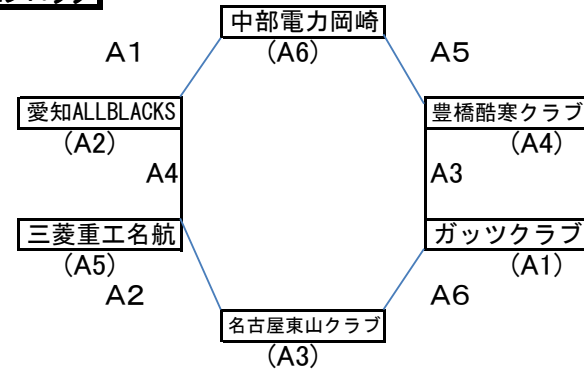 中部電力岡崎
A1
(A6)
A5
愛知ALLBLACKS
豊橋酷寒クラブ
(A2)
(A4)
A4
A3
三菱重工名航
ガッツクラブ
(A5)
(A1)
A2
A6
名古屋東山クラブ
(A3)